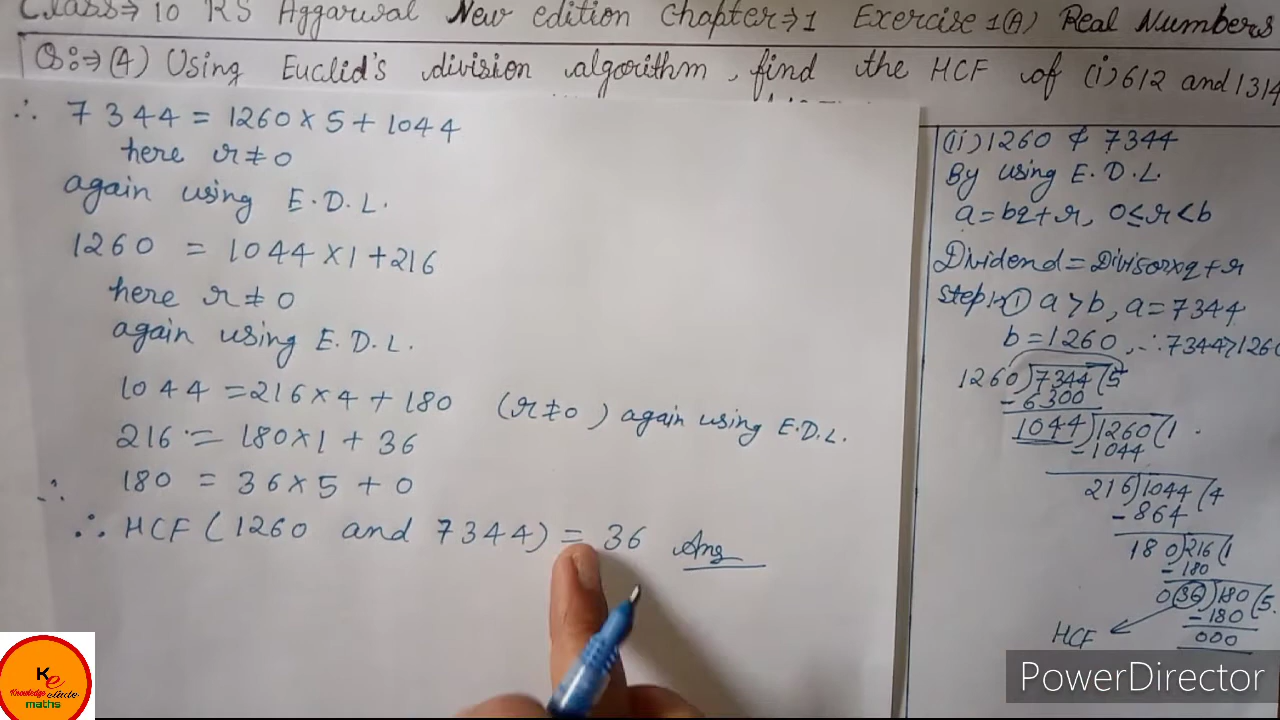 Class⇒10 RS Aggarwal New edition Chapter⇒1 Exercise 1(A) Real Numbers
Q:⇒(4) Using Euclid's division algorithm, find the HCF of (i) 612 and 1314
∴ 7344 = 1260 × 5 + 1044
here r ≠ 0
again using E.D.L.
1260 = 1044 × 1 + 216
here r ≠ 0
again using E.D.L.
1044 = 216 × 4 + 180 (r ≠ 0) again using E.D.L.
216 = 180 × 1 + 36
180 = 36 × 5 + 0
∴
∴ HCF (1260 and 7344) = 36 Ans
(ii) 1260 & 7344
By using E.D.L.
a = bq + r, 0 ≤ r < b
Dividend = Divisor × q + r
Step 1⇒ ① a > b, a = 7344
b = 1260, ∴ 7344 > 1260
1260)7344(5
- 6300
1044)1260(1
- 1044
216)1044(4
- 864
180)216(1
- 180
0 36)180(5
- 180
HCF 000
Ke
Knowledge
maths
PowerDirector